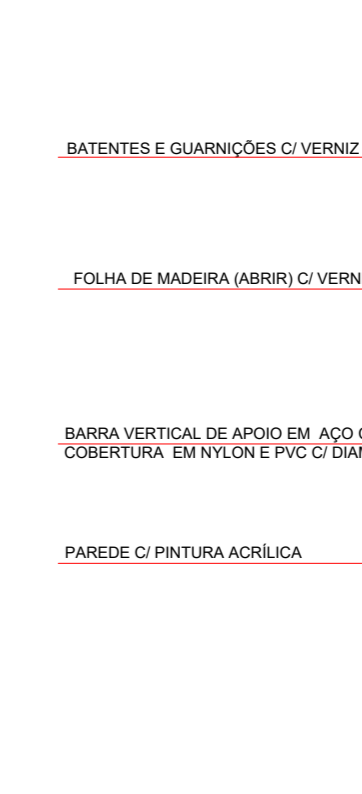 BATENTES E GUARNIÇÕES C/ VERNIZ
FOLHA DE MADEIRA (ABRIR) C/
BARRA VERTICAL DE APOIO EM AÇO
COBERTURA EM NYLON E PVC C/
PAREDE C/ PINTURA ACRÍLICA